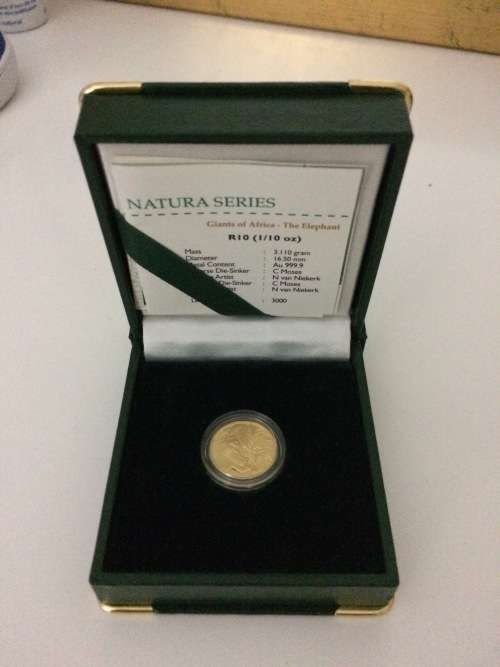 NATURA SERIES
Giants of Africa - The Elephant
R10 (1/10 oz)
Mass : 3.110 gram
Diameter : 16.50 mm
Metal Content : Au 999.9
Die-Sinker : C Moses
Artist : N van Niekerk
Die-Sinker : C Moses
: N van Niekerk
: 3000